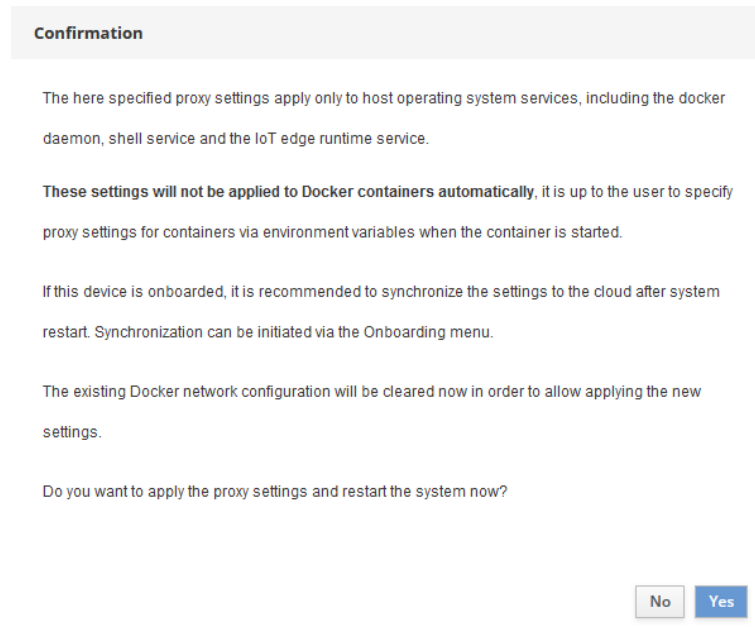 Confirmation
The here specified proxy settings apply only to host operating system services, including the docker
daemon, shell service and the IoT edge runtime service.
These settings will not be applied to Docker containers automatically, it is up to the user to specify
proxy settings for containers via environment variables when the container is started.
If this device is onboarded, it is recommended to synchronize the settings to the cloud after system
restart. Synchronization can be initiated via the Onboarding menu.
The existing Docker network configuration will be cleared now in order to allow applying the new
settings.
Do you want to apply the proxy settings and restart the system now?
No Yes